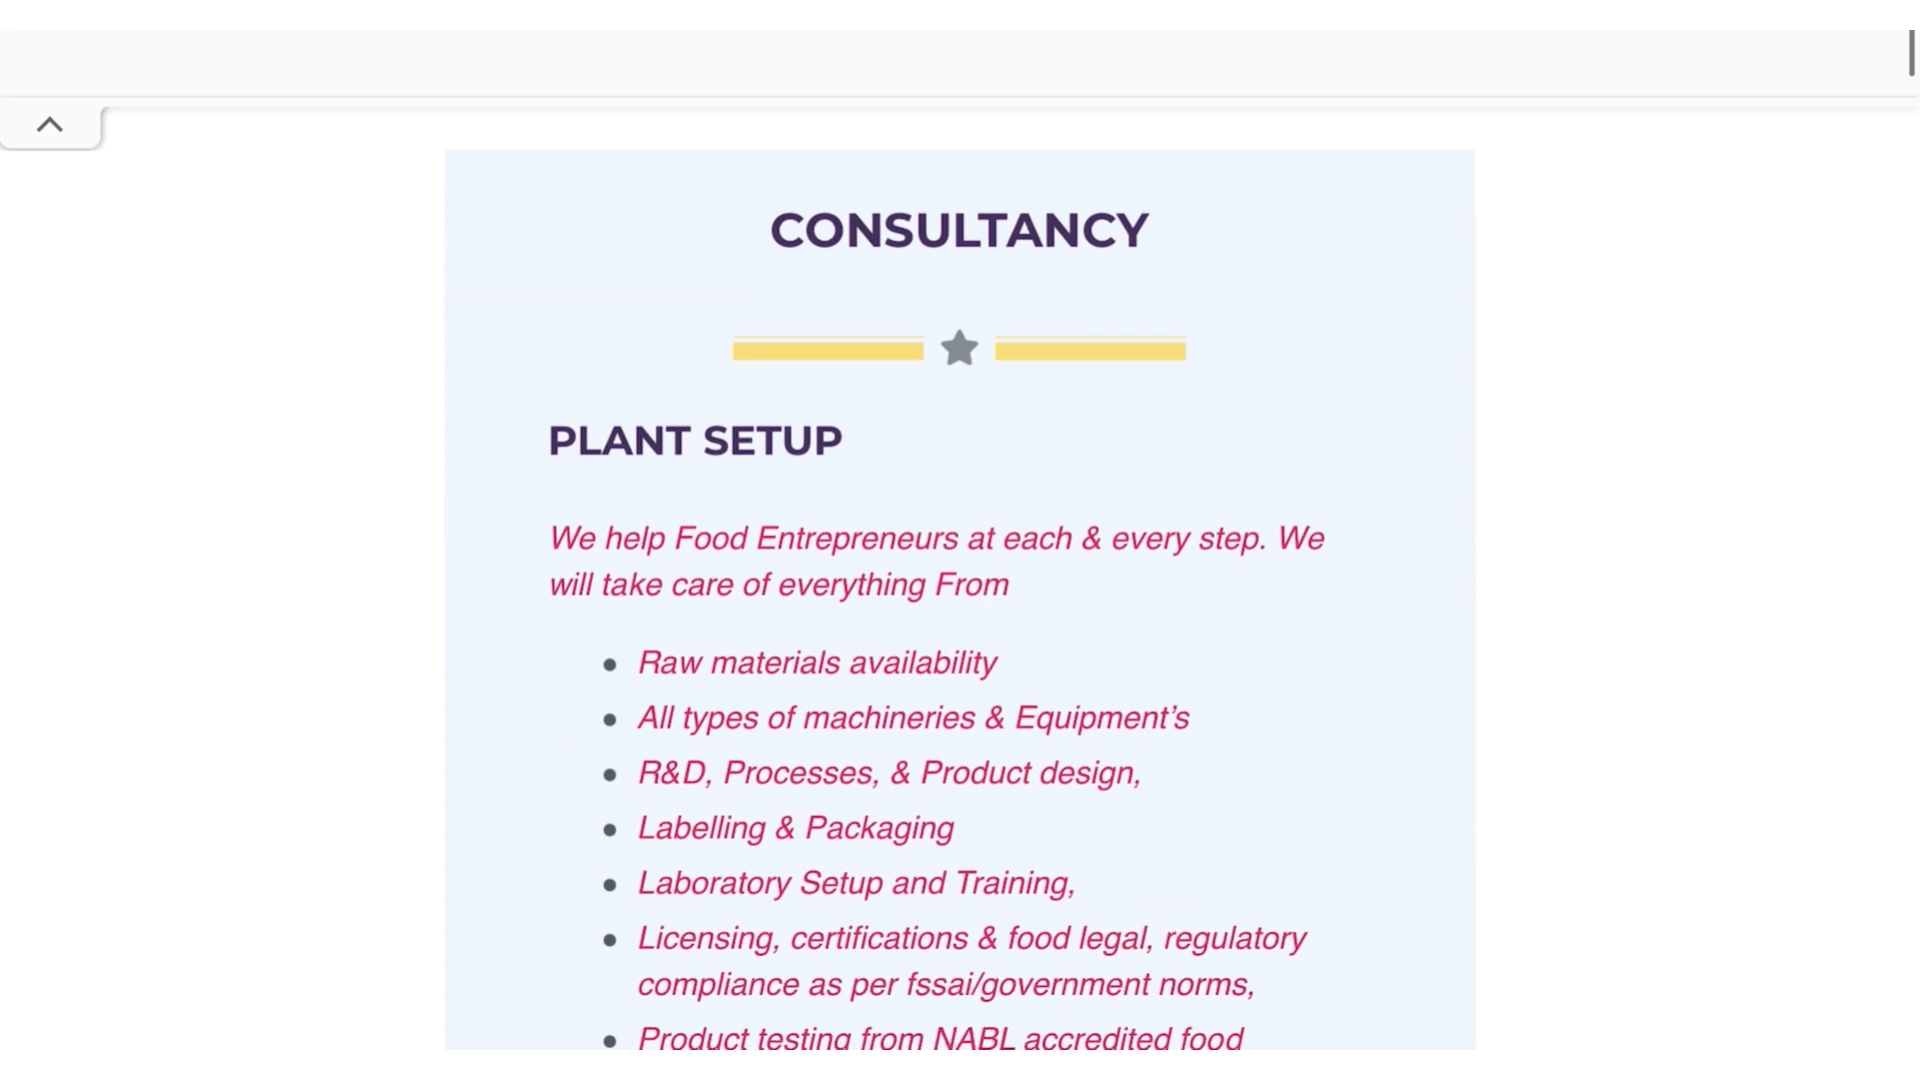 CONSULTANCY
PLANT SETUP
We help Food Entrepreneurs at each & every step. We
will take care of everything From
Raw materials availability
All types of machineries & Equipment’s
R&D, Processes, & Product design,
Labelling & Packaging
Laboratory Setup and Training,
Licensing, certifications & food legal, regulatory
compliance as per fssai/government norms,
Product testing from NABL accredited food